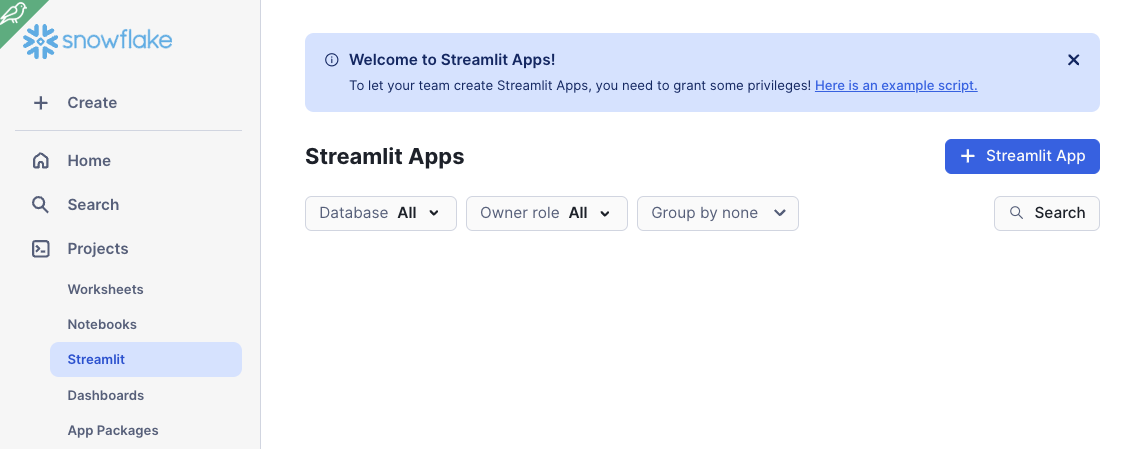 snowflake
Create
Home
Search
Projects
Worksheets
Notebooks
Streamlit
Dashboards
App Packages
Welcome to Streamlit Apps!
To let your team create Streamlit Apps, you need to grant some privileges! Here is an example script.
Streamlit Apps
+ Streamlit App
Database All
Owner role All
Group by none
Search